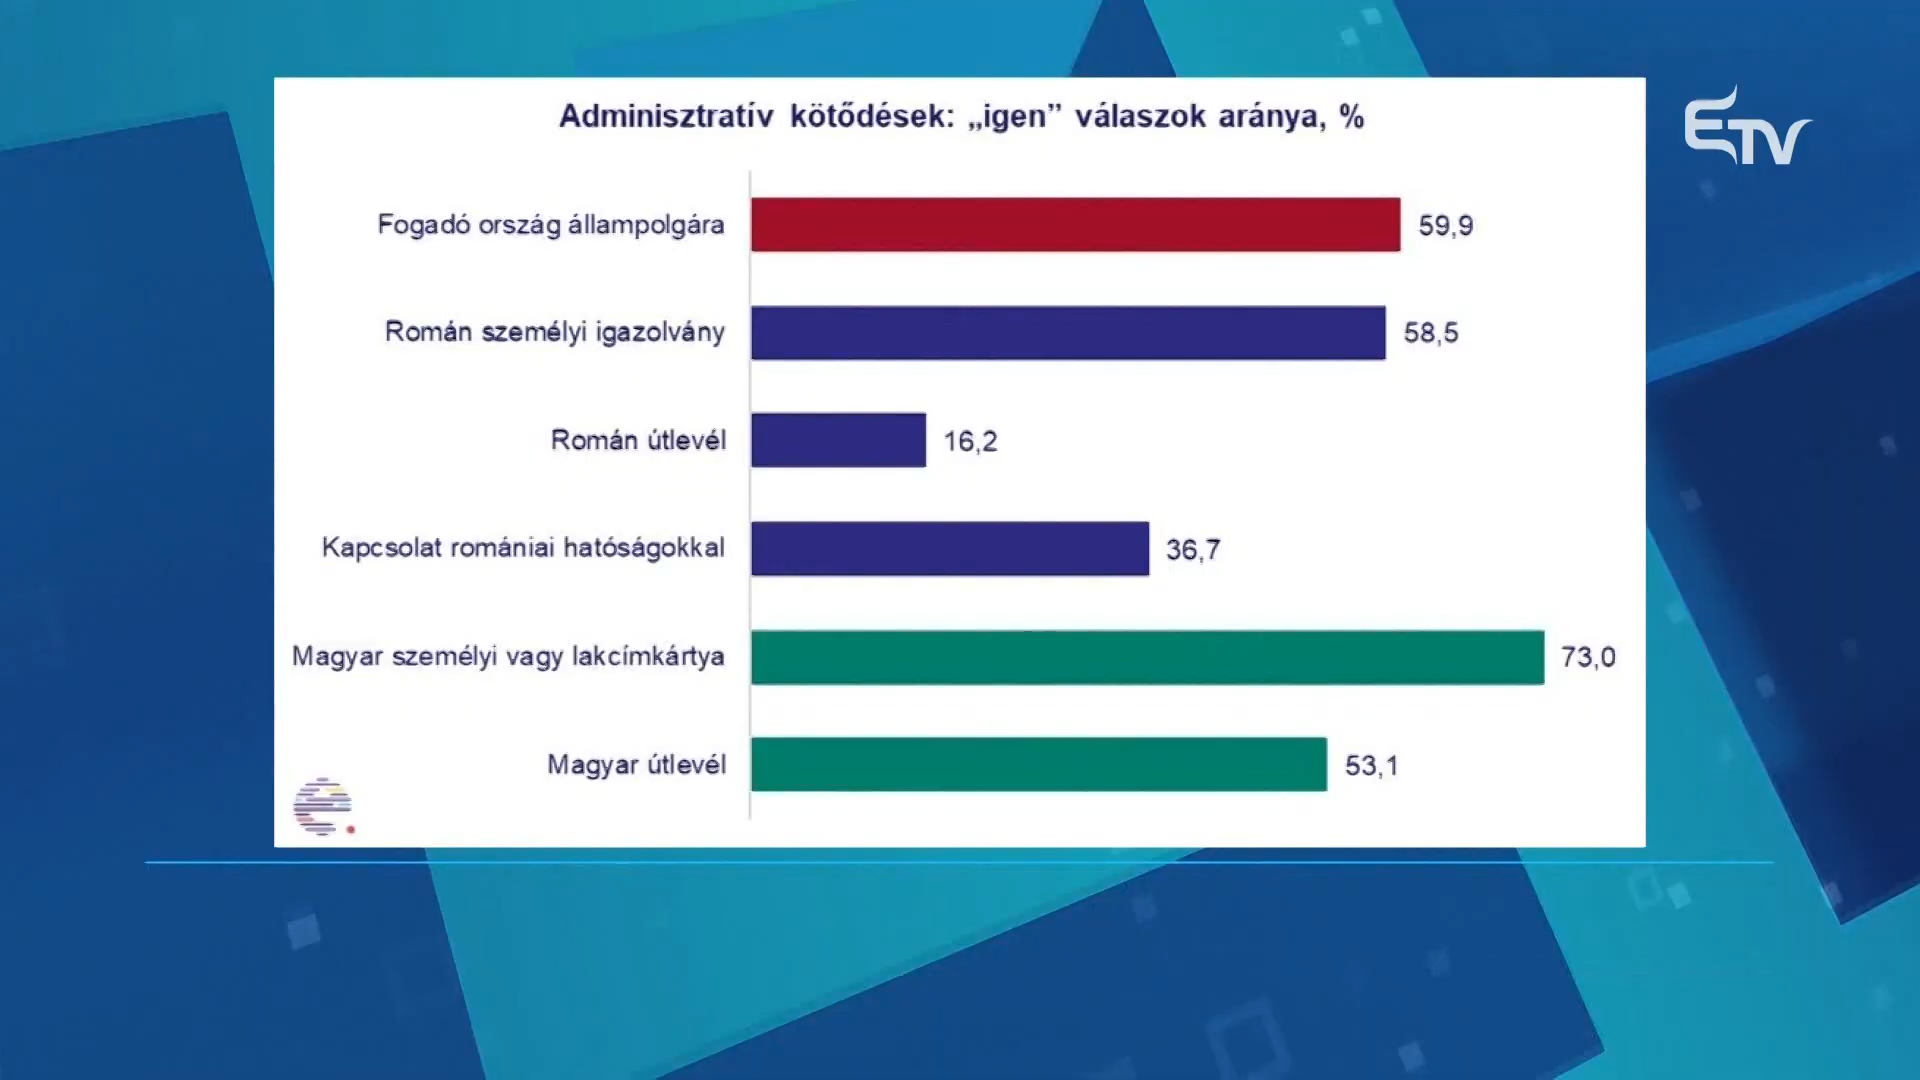 Adminisztratív kötődések: „igen” válaszok aránya, %
ETV
Fogadó ország állampolgára 59,9
Román személyi igazolvány 58,5
Román útlevél 16,2
Kapcsolat romániai hatóságokkal 36,7
Magyar személyi vagy lakcímkártya 73,0
Magyar útlevél 53,1